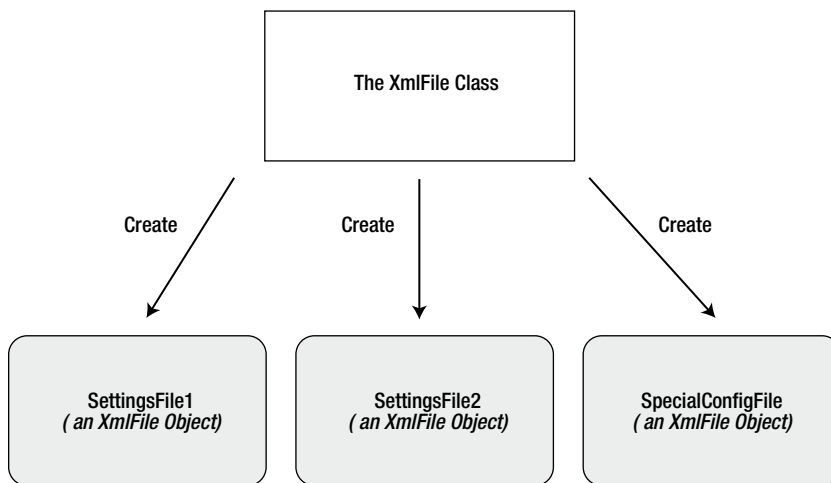 The XmlFile Class
Create
Create
Create
SettingsFile1
( an XmlFile Object)
SettingsFile2
( an XmlFile Object)
SpecialConfigFile
( an XmlFile Object)